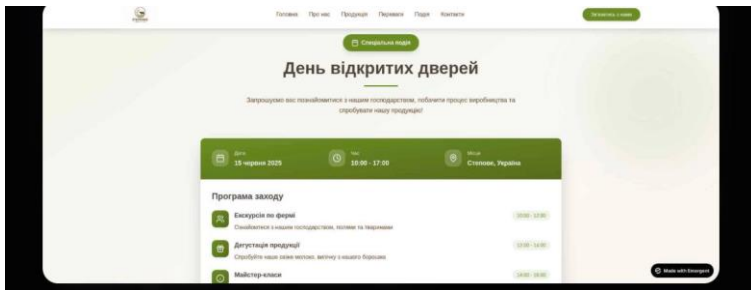 Головна Про нас Продукція Переваги Подія Контакти
Зв'язатись з нами
Спеціальна подія
День відкритих дверей
Запрошуємо вас познайомитися з нашим господарством, побачити процес виробництва та
спробувати нашу продукцію!
Дата
15 червня 2025
Час
10:00 - 17:00
Місце
Степове, Україна
Програма заходу
Екскурсія по фермі
10:00 - 12:00
Ознайомтеся з нашим господарством, полями та тваринами
Дегустація продукції
12:00 - 14:00
Спробуйте наше свіже молоко, випічку з нашого борошна
Майстер-класи
14:00 - 16:00
Made with Emergent